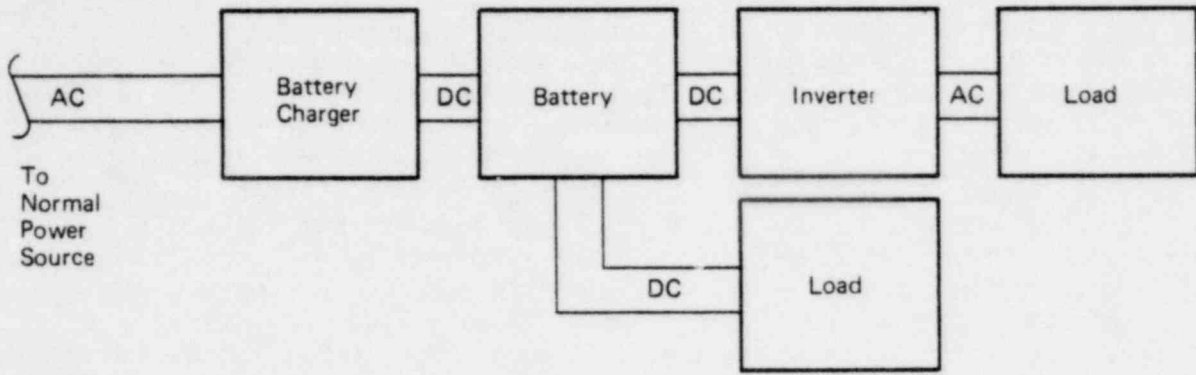 AC
Battery
Charger
DC
Battery
DC
Inverter
AC
Load
To
Normal
Power
Source
DC
Load